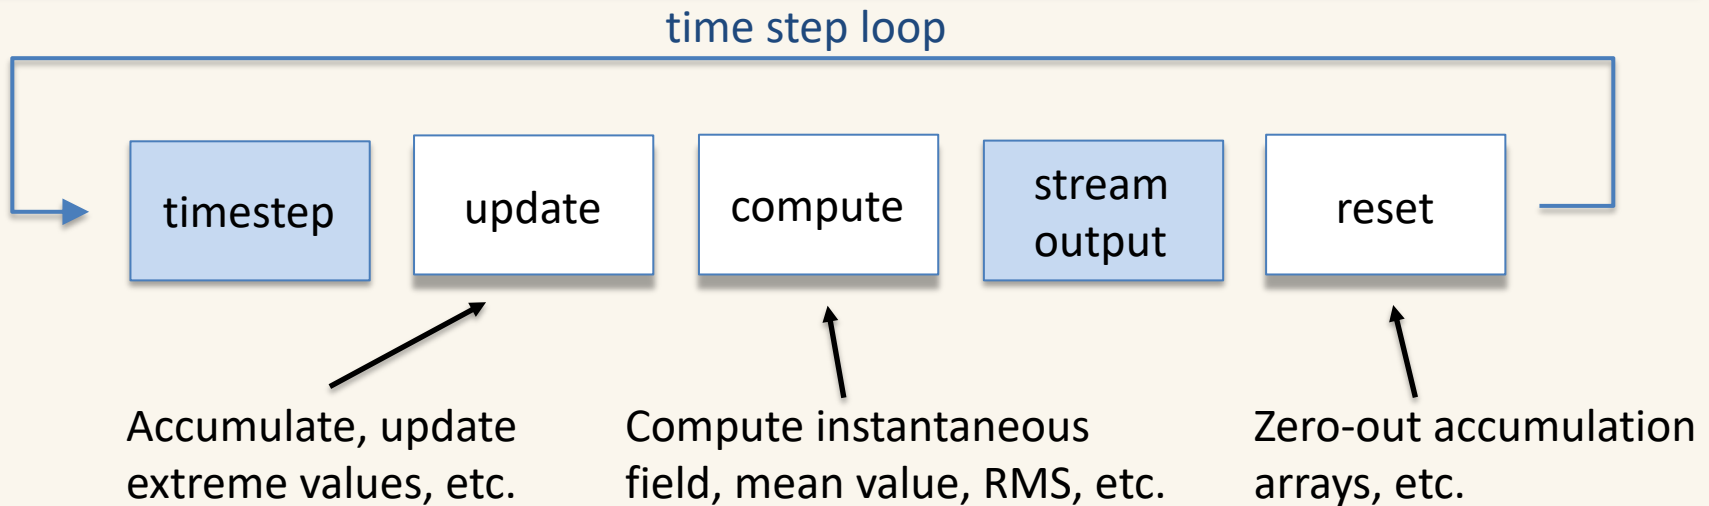 time step loop
timestep
update
compute
stream
output
reset
Accumulate, update
extreme values, etc.
Compute instantaneous
field, mean value, RMS, etc.
Zero-out accumulation
arrays, etc.